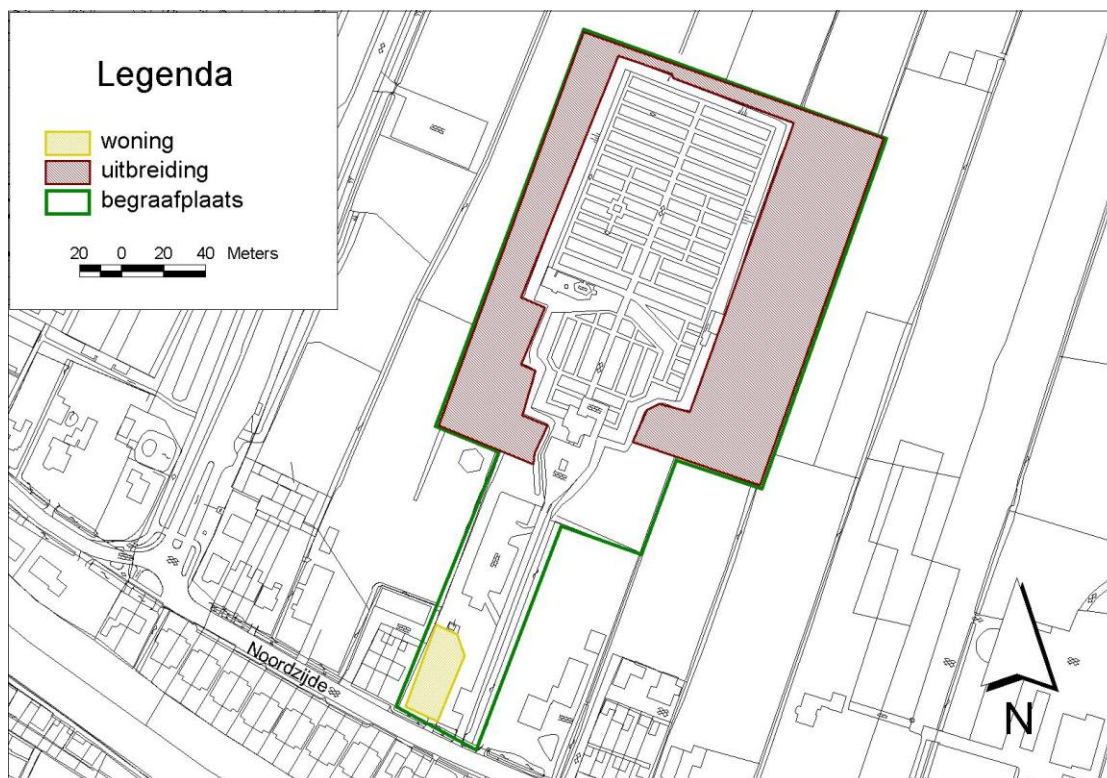 Legenda
woning
uitbreiding
begraafplaats
20 0 20 40 Meters
Noordzijde
N